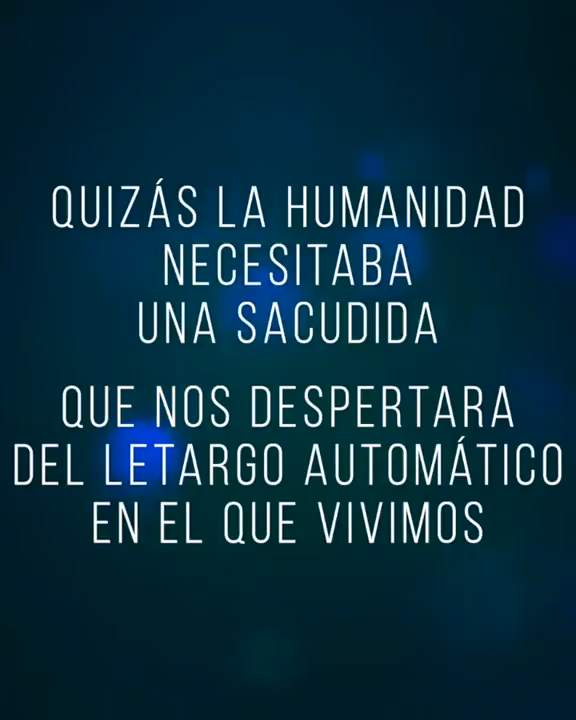 QUIZÁS LA HUMANIDAD
NECESITABA
UNA SACUDIDA
QUE NOS DESPERTARA
DEL LETARGO AUTOMÁTICO
EN EL QUE VIVIMOS